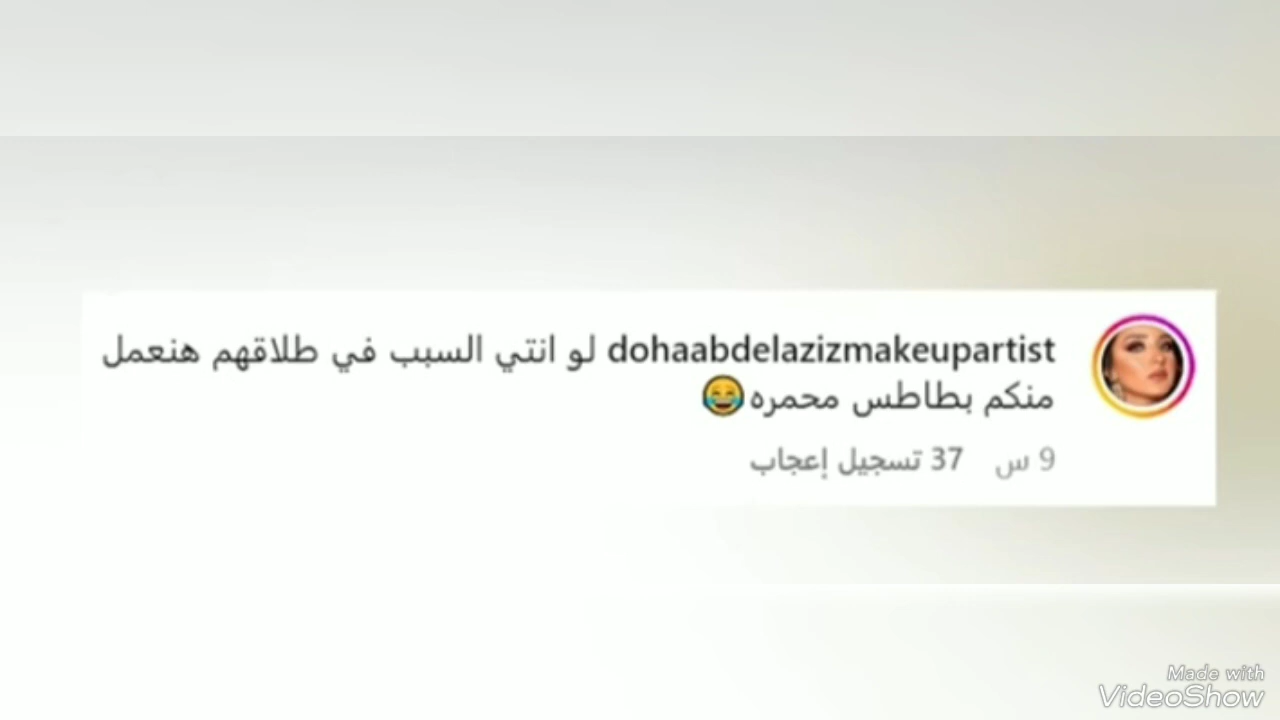 dohaabdelazizmakeupartist لو انتي السبب في طلاقهم هنعمل
منكم بطاطس محمره😂
9 س 37 تسجيل إعجاب
Made with
VideoShow